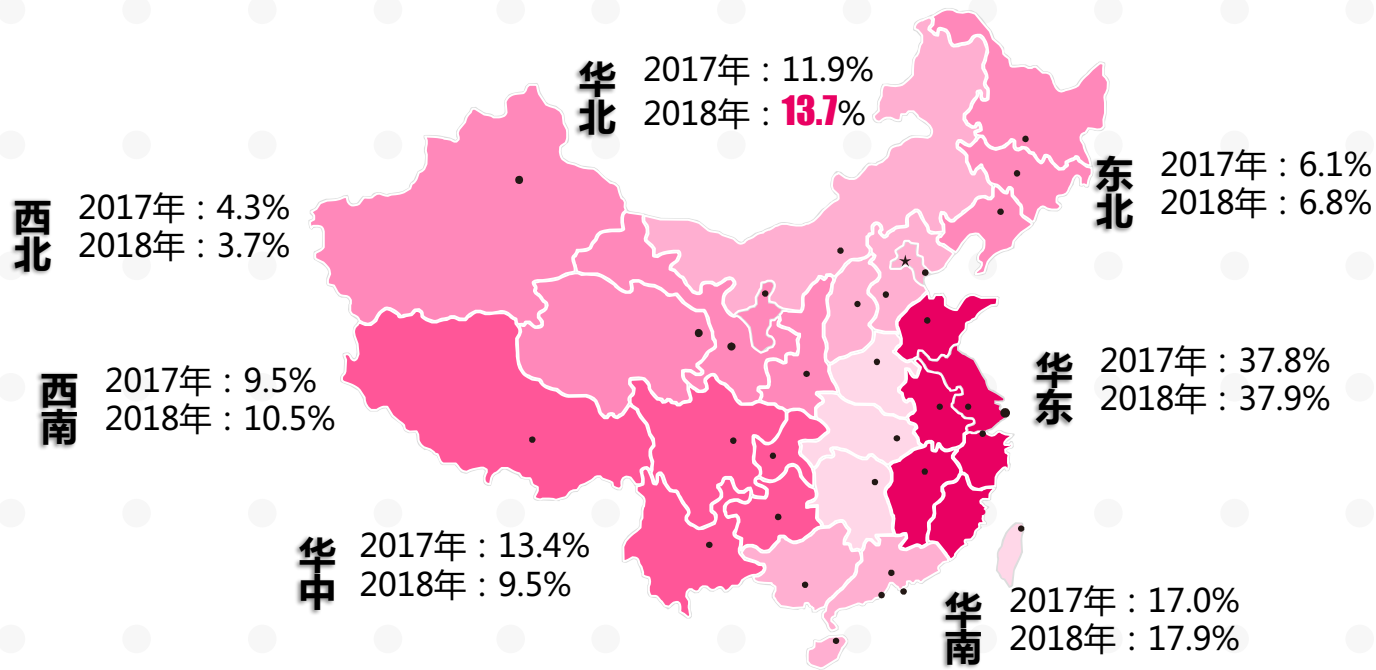 华北
2017年：11.9%
2018年：13.7%
东北
2017年：6.1%
2018年：6.8%
西北
2017年：4.3%
2018年：3.7%
华东
2017年：37.8%
2018年：37.9%
西南
2017年：9.5%
2018年：10.5%
华中
2017年：13.4%
2018年：9.5%
华南
2017年：17.0%
2018年：17.9%